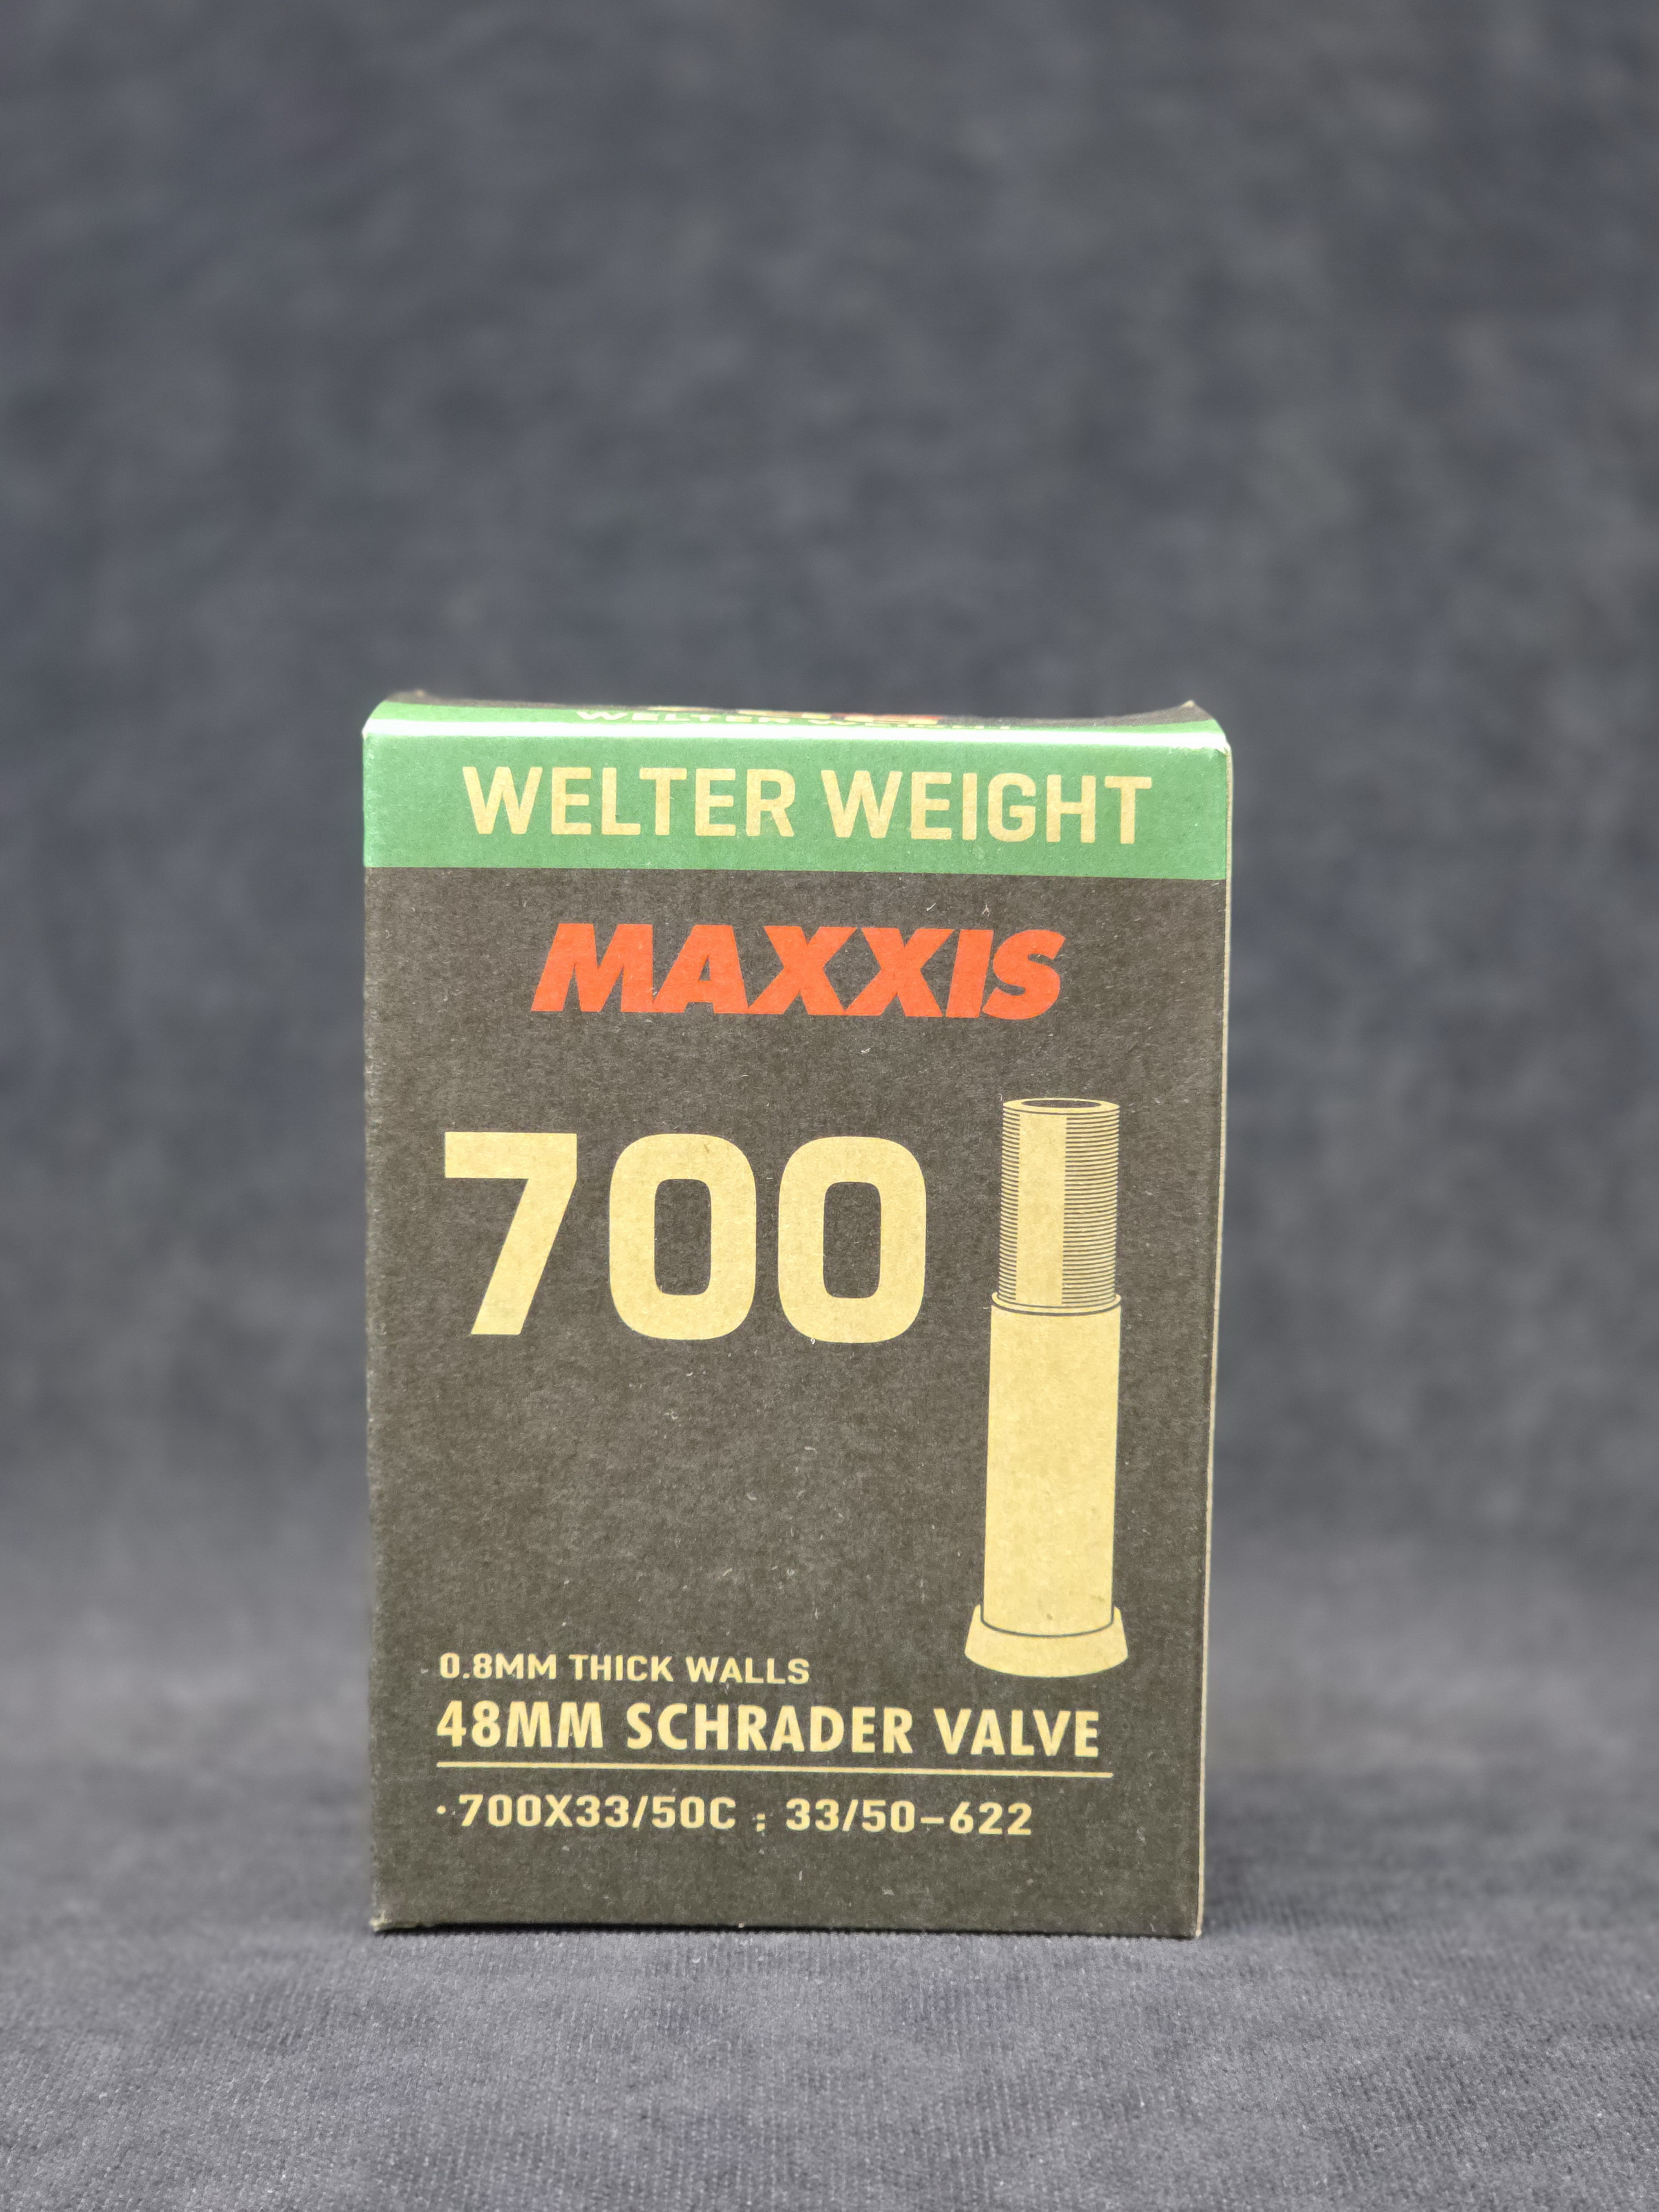 WELTER WEIGHT
MAXXIS
700
0.8MM THICK WALLS
48MM SCHRADER VALVE
·700X33/50C ; 33/50-622